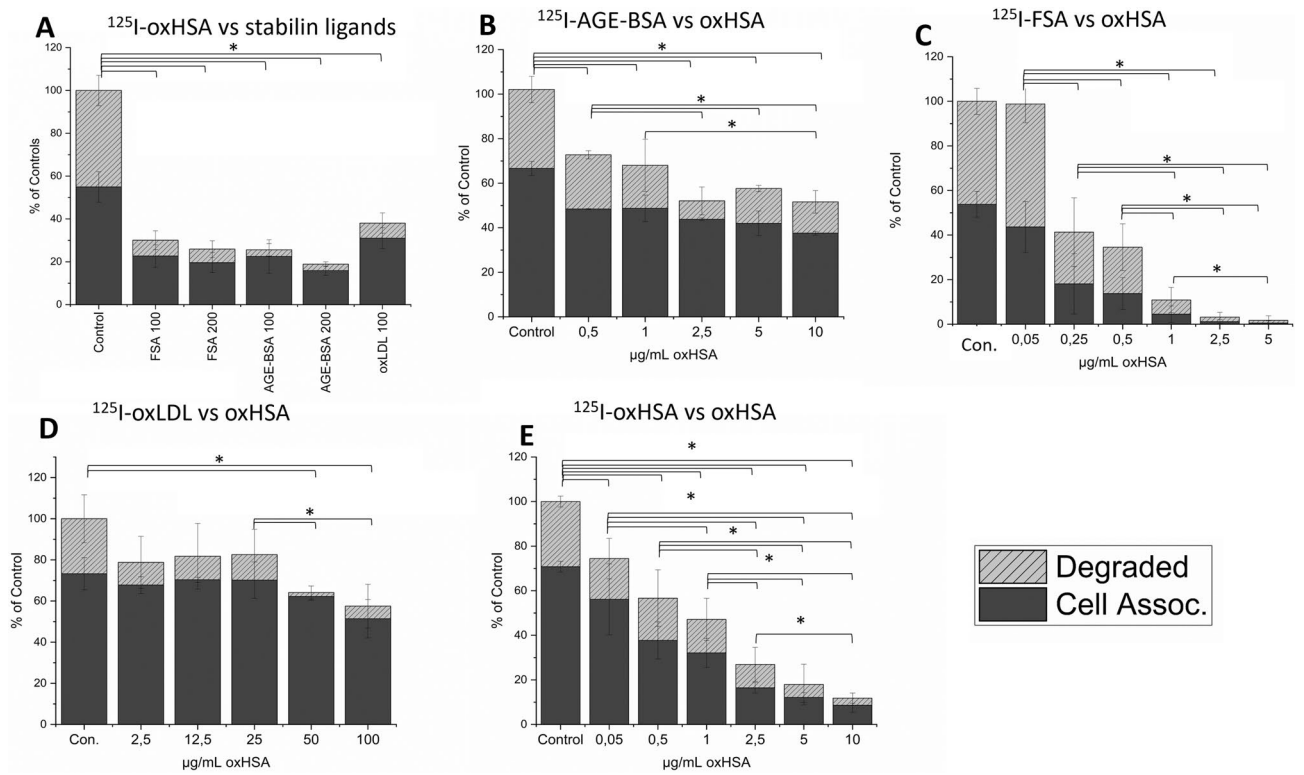 A
¹²⁵I-oxHSA vs stabilin ligands
*
120
100
80
60
40
20
0
% of Controls
Control
FSA 100
FSA 200
AGE-BSA 100
AGE-BSA 200
oxLDL 100
B
¹²⁵I-AGE-BSA vs oxHSA
*
*
*
120
100
80
60
40
20
0
% of Control
Control 0,5 1 2,5 5 10
µg/mL oxHSA
C
¹²⁵I-FSA vs oxHSA
*
*
*
*
120
100
80
60
40
20
0
% of Control
Con. 0,05 0,25 0,5 1 2,5 5
µg/mL oxHSA
D
¹²⁵I-oxLDL vs oxHSA
*
*
120
100
80
60
40
20
0
% of Control
Con. 2,5 12,5 25 50 100
µg/mL oxHSA
E
¹²⁵I-oxHSA vs oxHSA
*
*
*
*
*
120
100
80
60
40
20
0
% of Control
Control 0,05 0,5 1 2,5 5 10
µg/mL oxHSA
Degraded
Cell Assoc.